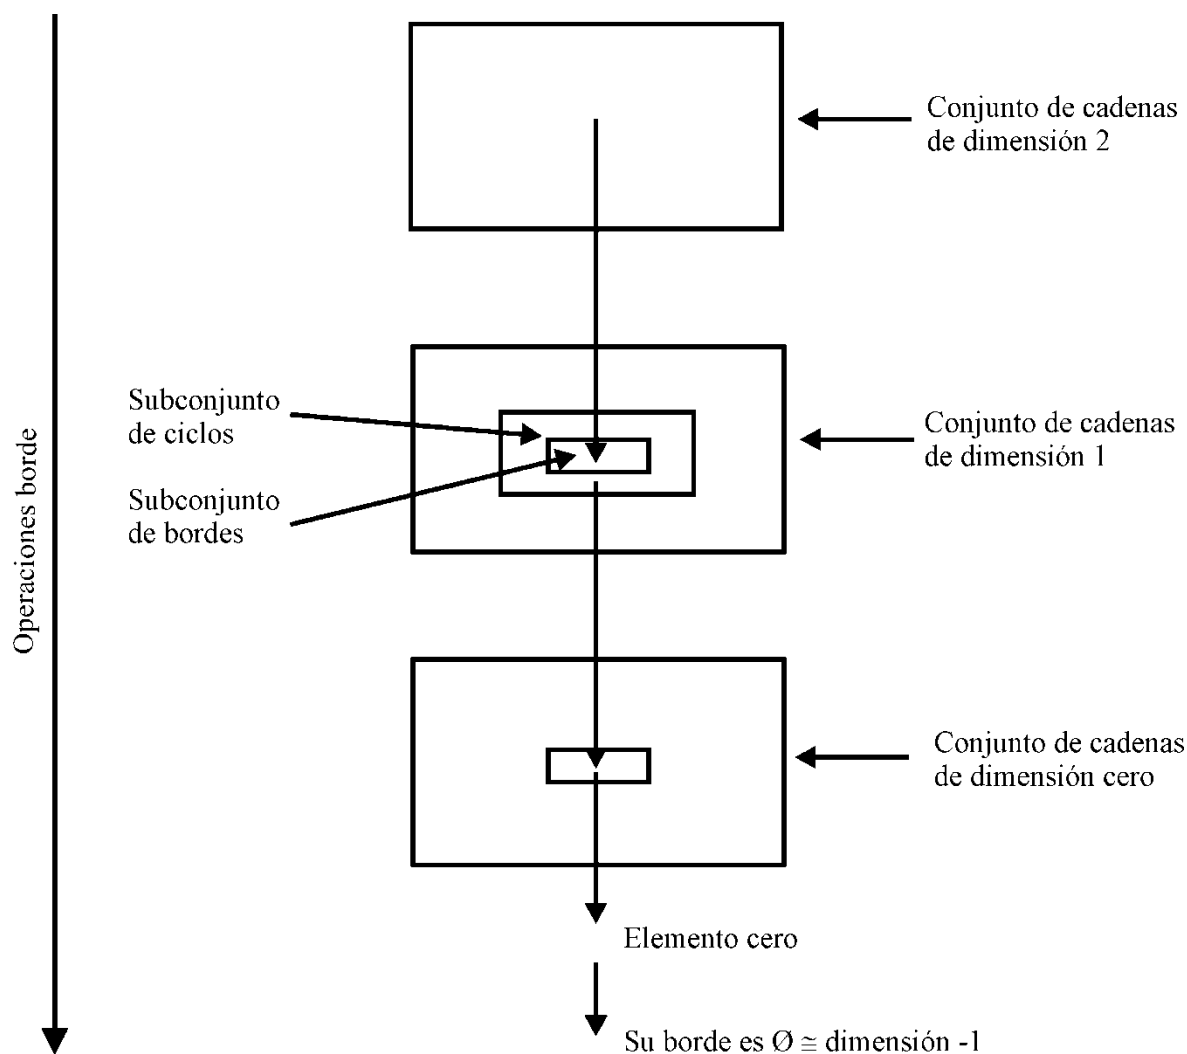 Conjunto de cadenas
de dimensión 2
Subconjunto
de ciclos
Conjunto de cadenas
de dimensión 1
Subconjunto
de bordes
Operaciones borde
Conjunto de cadenas
de dimensión cero
Elemento cero
Su borde es Ø ≅ dimensión -1